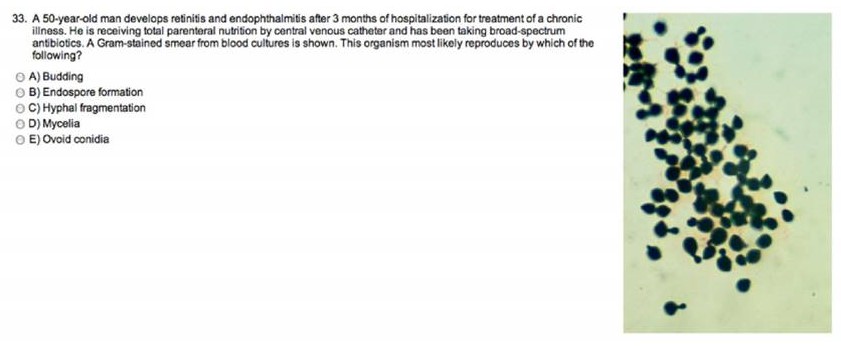 33. A 50-year-old man develops retinitis and endophthalmitis after 3 months of hospitalization for treatment of a chronic
illness. He is receiving total parenteral nutrition by central venous catheter and has been taking broad-spectrum
antibiotics. A Gram-stained smear from blood cultures is shown. This organism most likely reproduces by which of the
following?
A) Budding
B) Endospore formation
C) Hyphal fragmentation
D) Mycelia
E) Ovoid conidia